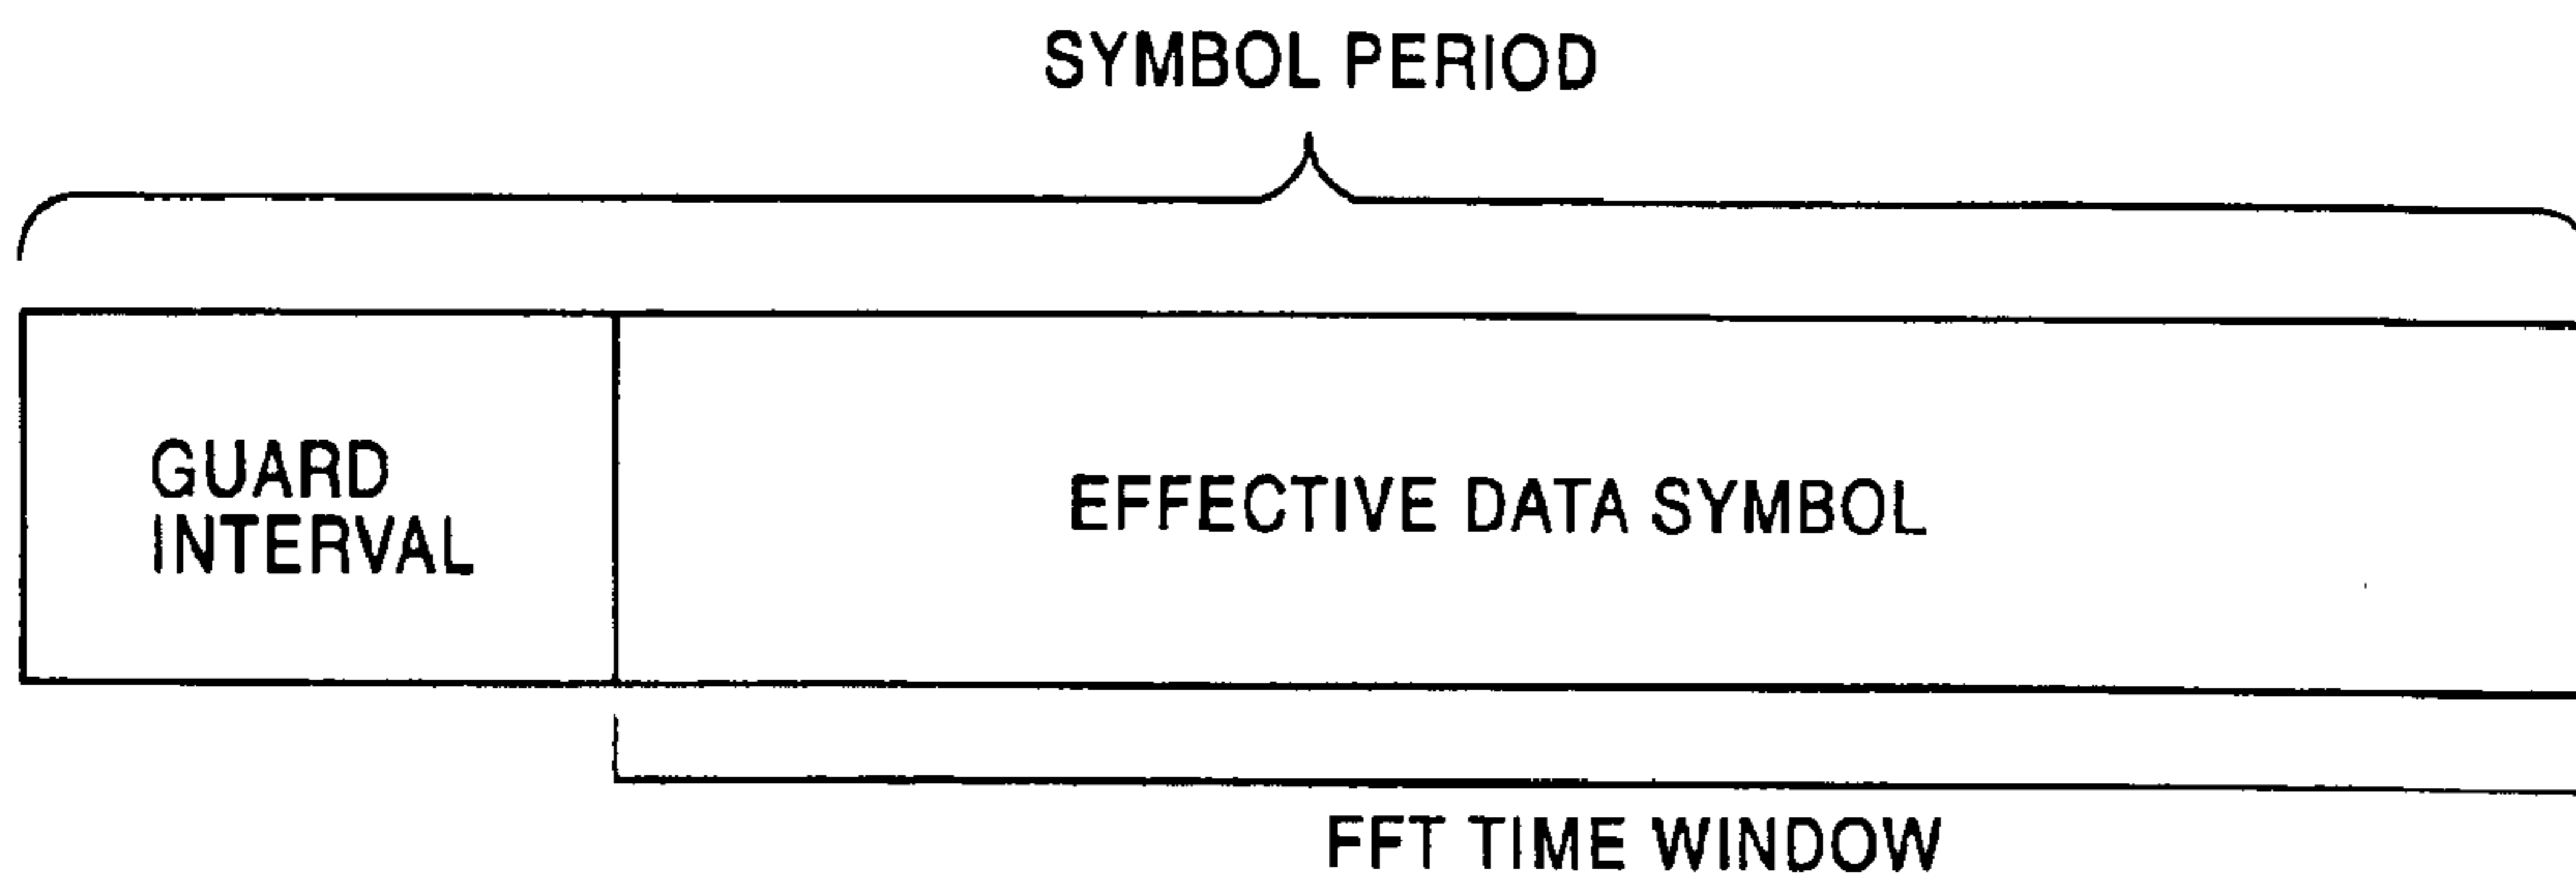 SYMBOL PERIOD
GUARD
INTERVAL
EFFECTIVE DATA SYMBOL
FFT TIME WINDOW